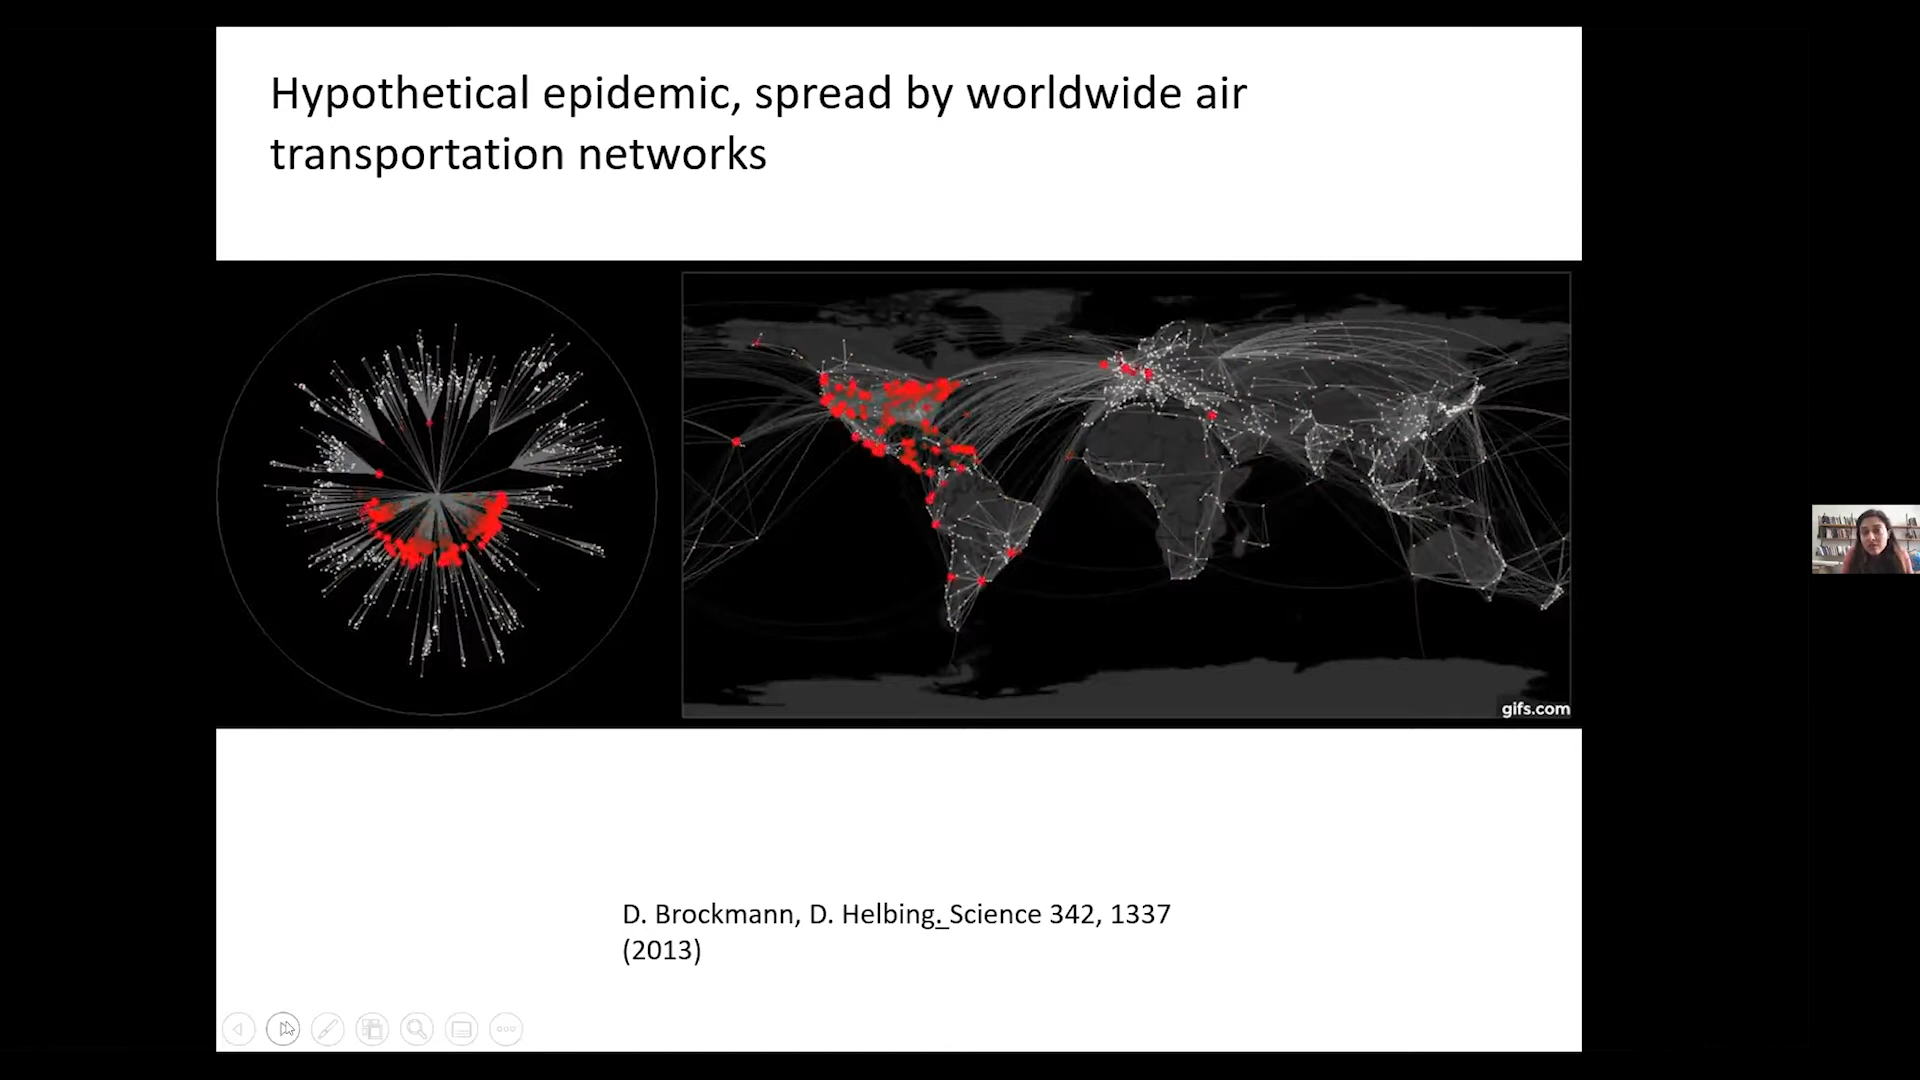 Hypothetical epidemic, spread by worldwide air
transportation networks
gifs.com
D. Brockmann, D. Helbing. Science 342, 1337
(2013)